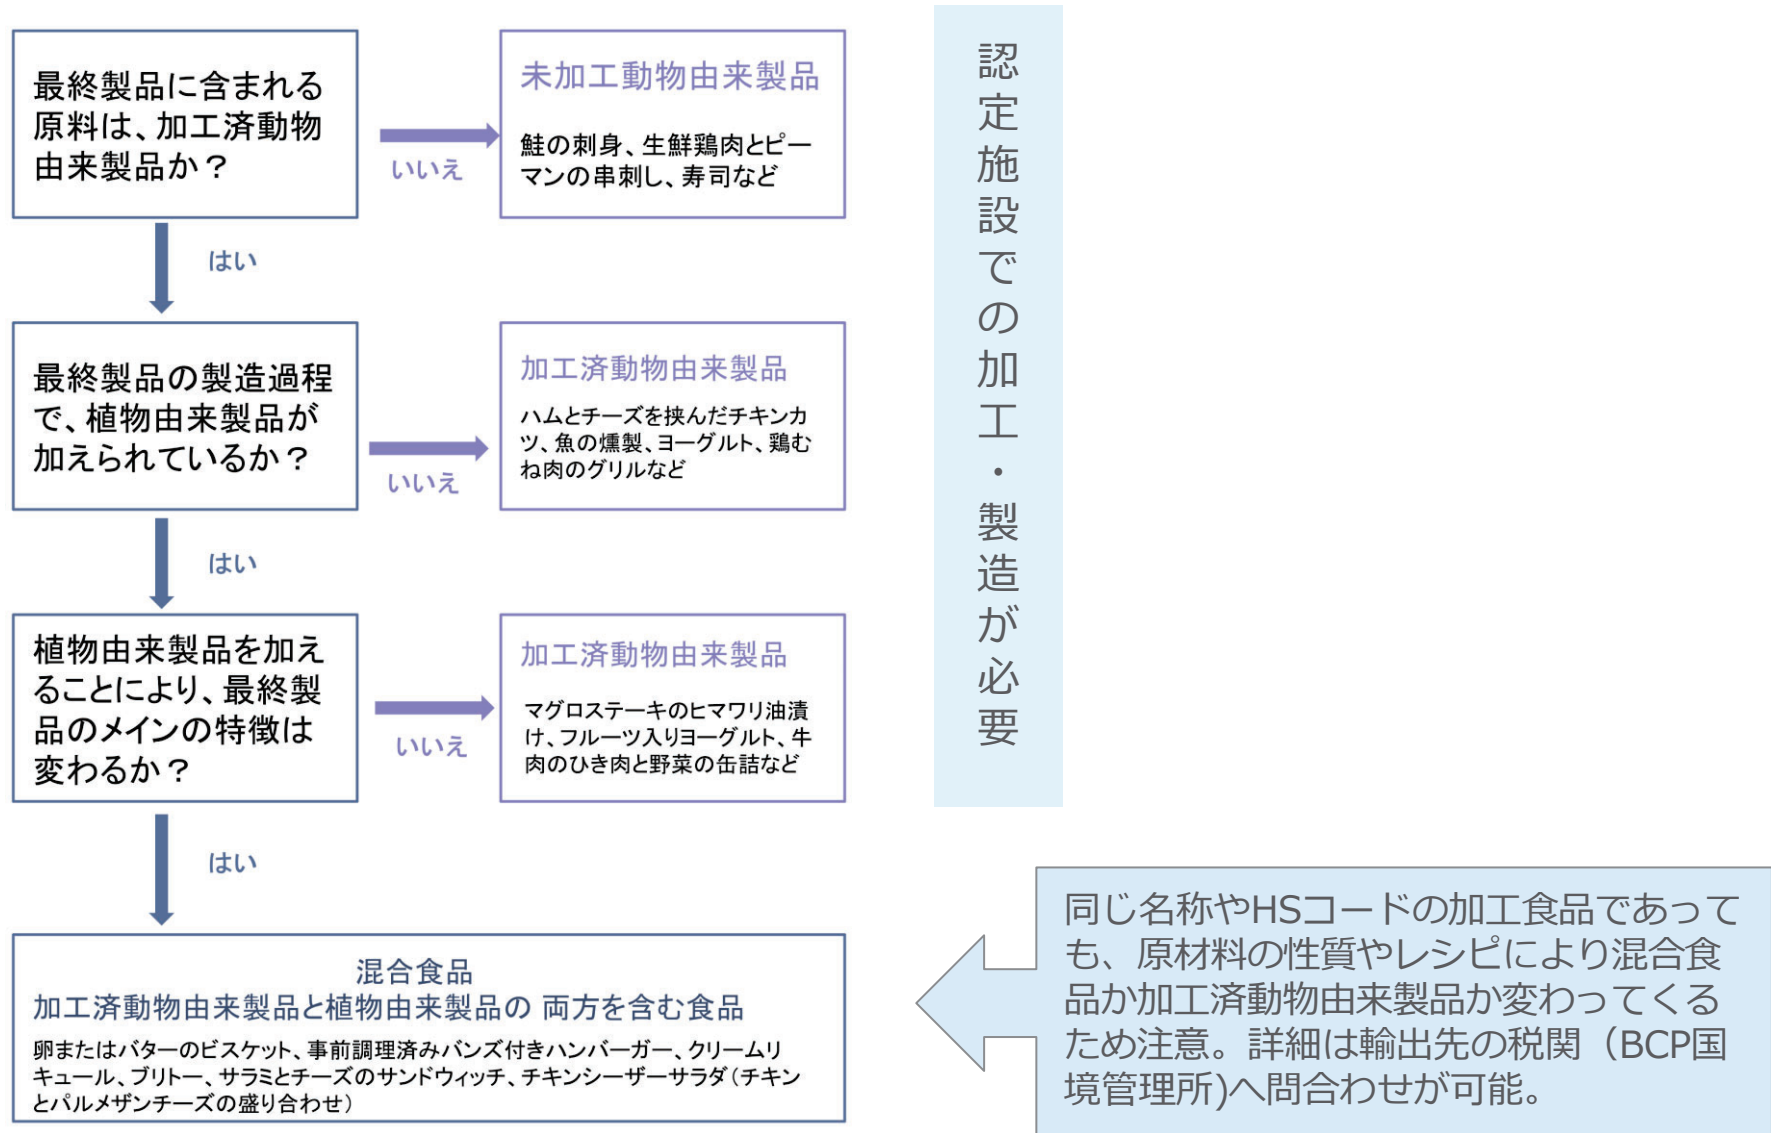 最終製品に含まれる
原料は、加工済動物
由来製品か？
いいえ
未加工動物由来製品
鮭の刺身、生鮮鶏肉とピー
マンの串刺し、寿司など
はい
最終製品の製造過程
で、植物由来製品が
加えられているか？
いいえ
加工済動物由来製品
ハムとチーズを挟んだチキンカ
ツ、魚の燻製、ヨーグルト、鶏む
ね肉のグリルなど
はい
植物由来製品を加え
ることにより、最終製
品のメインの特徴は
変わるか？
いいえ
加工済動物由来製品
マグロステーキのヒマワリ油漬
け、フルーツ入りヨーグルト、牛
肉のひき肉と野菜の缶詰など
はい
混合食品
加工済動物由来製品と植物由来製品の 両方を含む食品
卵またはバターのビスケット、事前調理済みバンズ付きハンバーガー、クリームリ
キュール、ブリトー、サラミとチーズのサンドウィッチ、チキンシーザーサラダ（チキン
とパルメザンチーズの盛り合わせ）
認定施設での加工・製造が必要
同じ名称やHSコードの加工食品であって
も、原材料の性質やレシピにより混合食
品か加工済動物由来製品か変わってくる
ため注意。詳細は輸出先の税関（BCP国
境管理所)へ問合わせが可能。